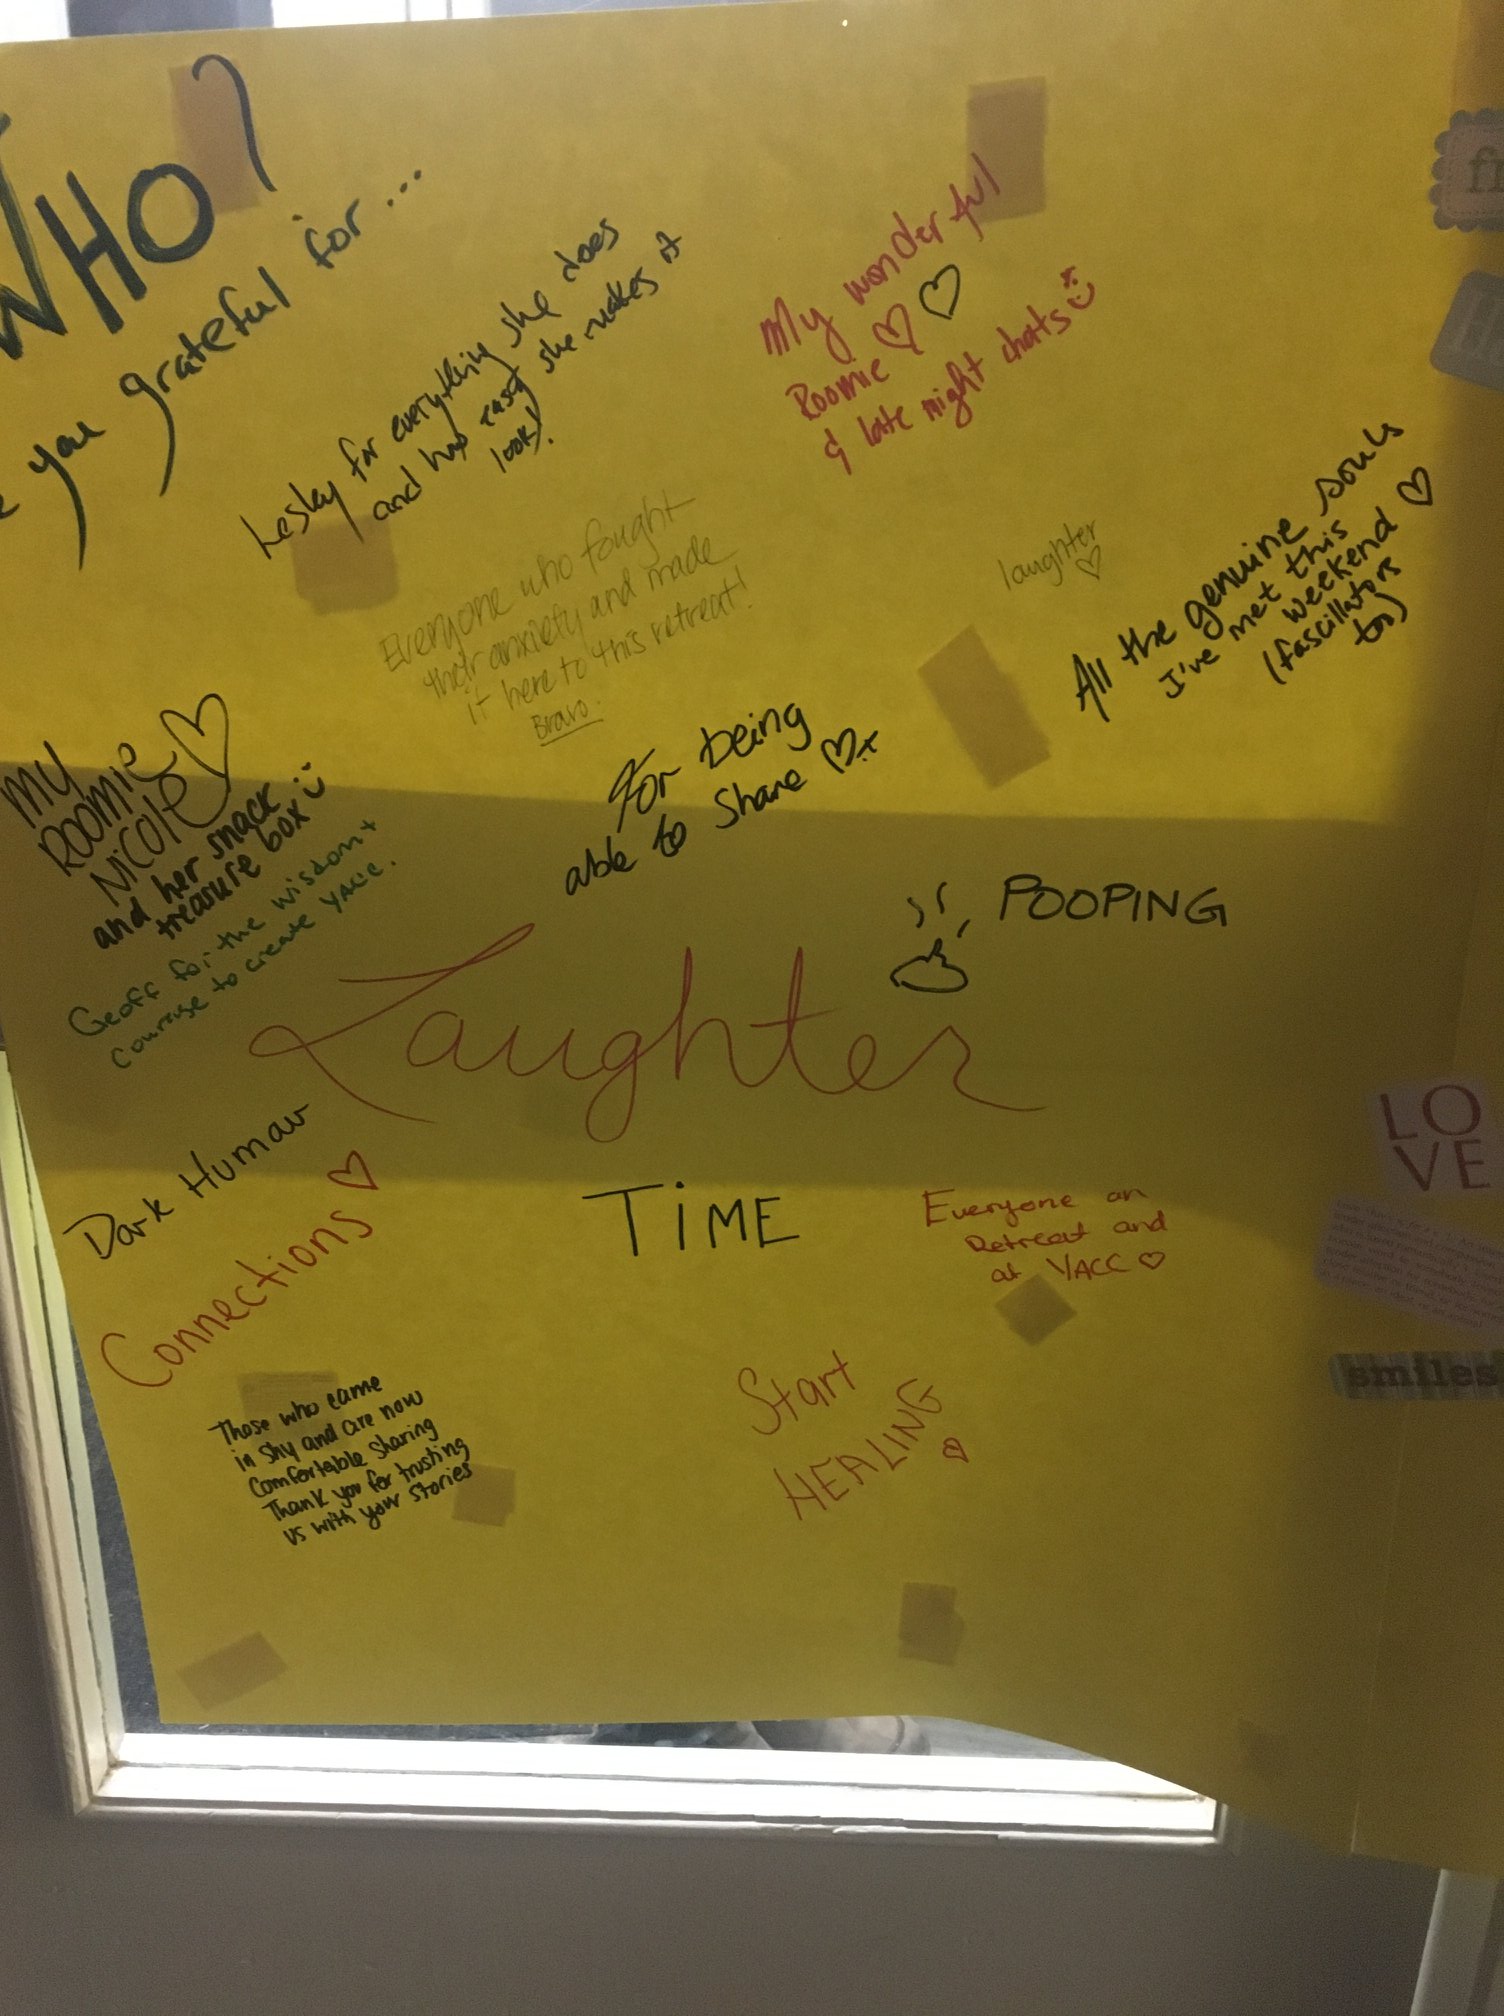 WHO?
you grateful for...
Lesley for everything she does
and how easy she makes it
look!
My wonderful
Roomie ♡ ♡
& late night chats
Everyone who fought
their anxiety and made
it here to this retreat!
Bravo.
laughter
♡
All the genuine souls
I've met this
weekend ♡
(fascillators
too)
My
Roomie
Nicole ♡
and her snack
treasure box
for being
able to Share ♡
Geoff for the wisdom +
courage to create YACC.
POOPING
Laughter
Dark Humour
Connections ♡
TiME
Everyone on
Retreat and
at YACC ♡
Those who came
in shy and are now
comfortable sharing
Thank you for trusting
us with your stories
Start
HEALING
♡
LO
VE
smiles